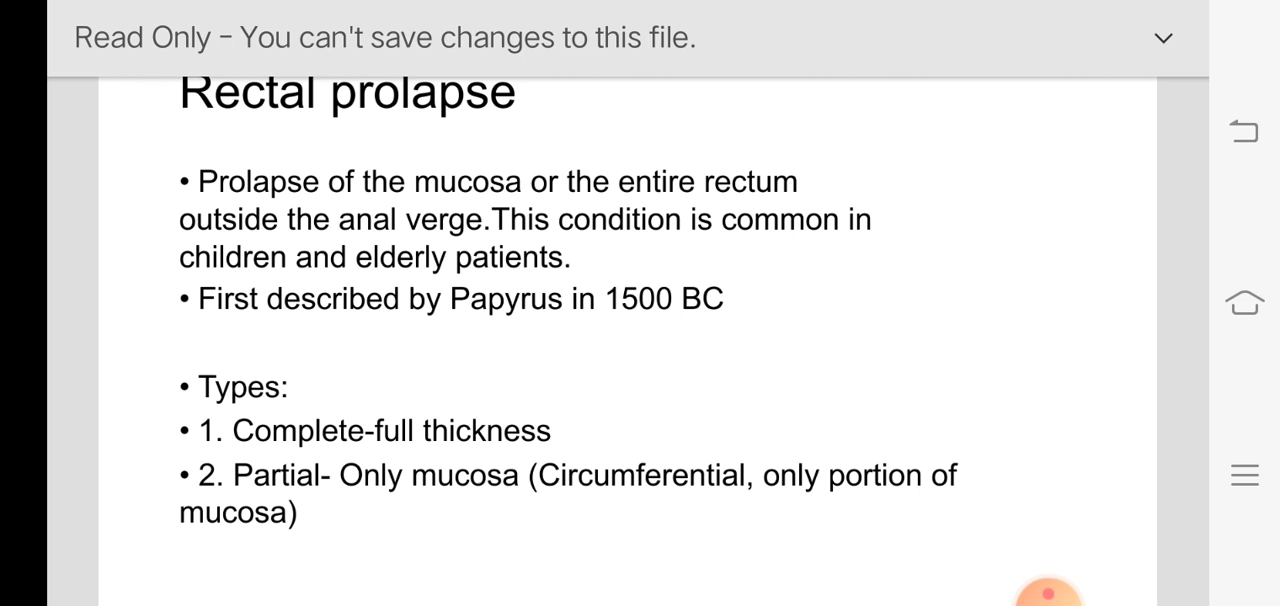 Read Only – You can't save changes to this file.
Rectal prolapse
• Prolapse of the mucosa or the entire rectum
outside the anal verge.This condition is common in
children and elderly patients.
• First described by Papyrus in 1500 BC
• Types:
• 1. Complete-full thickness
• 2. Partial- Only mucosa (Circumferential, only portion of
mucosa)